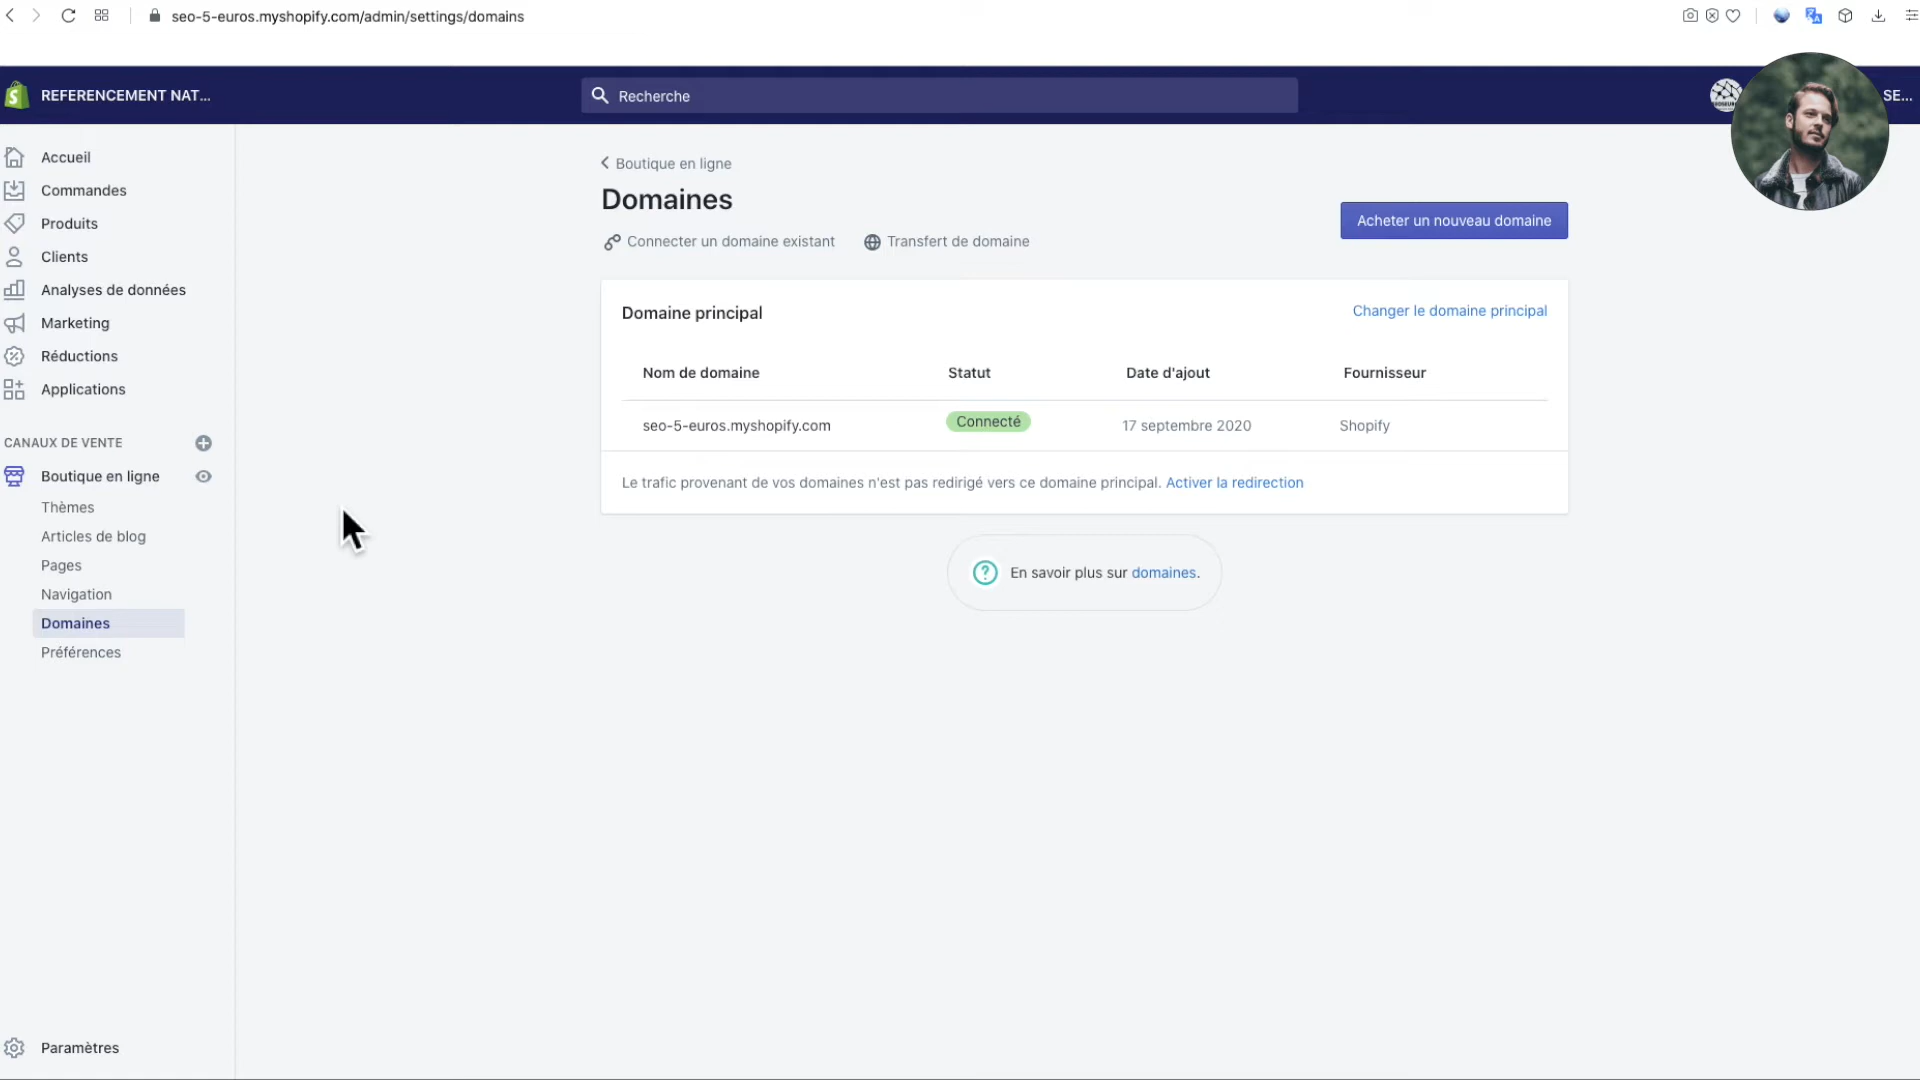 seo-5-euros.myshopify.com/admin/settings/domains
REFERENCEMENT NAT...
Recherche
SE...
Accueil
Commandes
Produits
Clients
Analyses de données
Marketing
Réductions
Applications
CANAUX DE VENTE
Boutique en ligne
Thèmes
Articles de blog
Pages
Navigation
Domaines
Préférences
Paramètres
Boutique en ligne
Domaines
Connecter un domaine existant
Transfert de domaine
Acheter un nouveau domaine
Domaine principal
Changer le domaine principal
Nom de domaine Statut Date d'ajout Fournisseur
seo-5-euros.myshopify.com Connecté 17 septembre 2020 Shopify
Le trafic provenant de vos domaines n'est pas redirigé vers ce domaine principal. Activer la redirection
En savoir plus sur domaines.